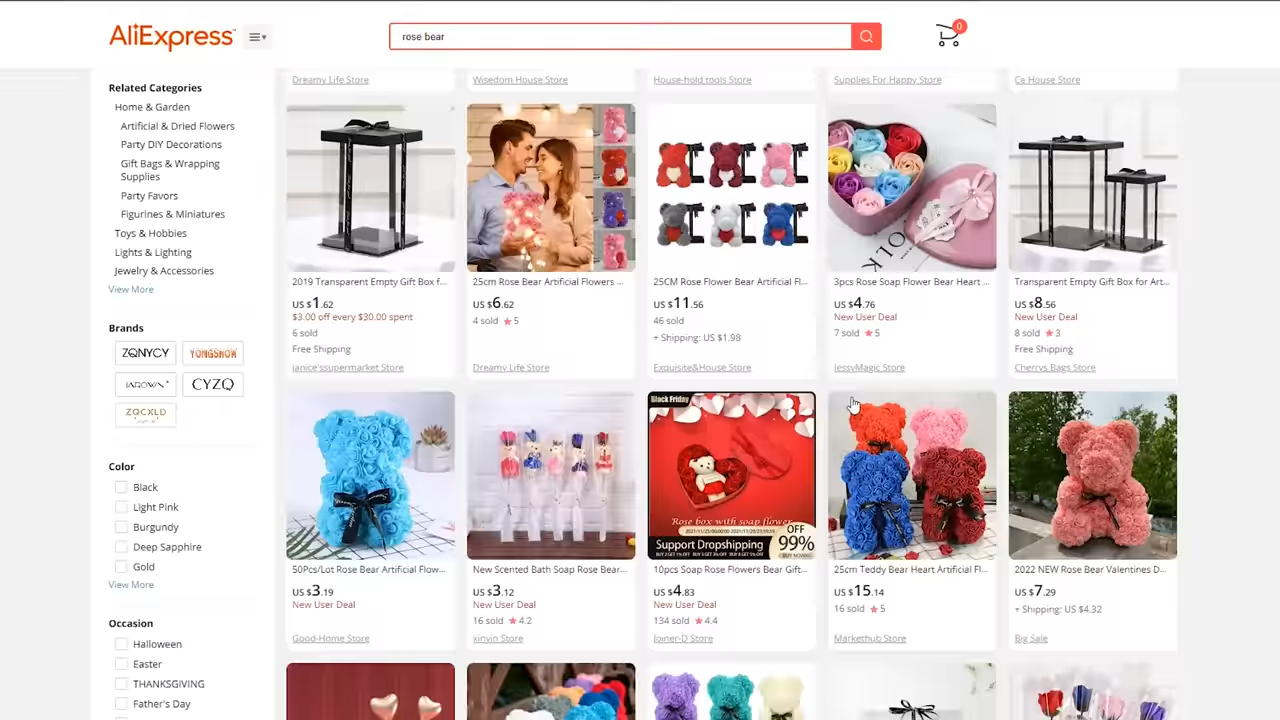 AliExpress
rose bear
0
Related Categories
Home & Garden
Artificial & Dried Flowers
Party DIY Decorations
Gift Bags & Wrapping
Supplies
Party Favors
Figurines & Miniatures
Toys & Hobbies
Lights & Lighting
Jewelry & Accessories
View More
Brands
ZQNYCY
YONGSNOW
JAROWN
CYZQ
ZQCXLD
Color
Black
Light Pink
Burgundy
Deep Sapphire
Gold
View More
Occasion
Halloween
Easter
THANKSGIVING
Father's Day
Dreamy Life Store
Wisedom House Store
House-hold tools Store
Supplies For Happy Store
Ca House Store
2019 Transparent Empty Gift Box f...
US $1.62
$3.00 off every $30.00 spent
6 sold
Free Shipping
janice'ssupermarket Store
25cm Rose Bear Artificial Flowers ...
US $6.62
4 sold ★ 5
Dreamy Life Store
25CM Rose Flower Bear Artificial Fl...
US $11.56
46 sold
+ Shipping: US $1.98
Exquisite&House Store
3pcs Rose Soap Flower Bear Heart ...
US $4.76
New User Deal
7 sold ★ 5
JessyMagic Store
Transparent Empty Gift Box for Art...
US $8.56
New User Deal
8 sold ★ 3
Free Shipping
Cherrys Bags Store
50Pcs/Lot Rose Bear Artificial Flow...
US $3.19
New User Deal
Good-Home Store
New Scented Bath Soap Rose Bear...
US $3.12
New User Deal
16 sold ★ 4.2
xinyin Store
Black Friday
Rose box with soap flower
Support Dropshipping
OFF
99%
10pcs Soap Rose Flowers Bear Gift...
US $4.83
New User Deal
134 sold ★ 4.4
Joiner-D Store
25cm Teddy Bear Heart Artificial Fl...
US $15.14
16 sold ★ 5
Markethub Store
2022 NEW Rose Bear Valentines D...
US $7.29
+ Shipping: US $4.32
Big Sale